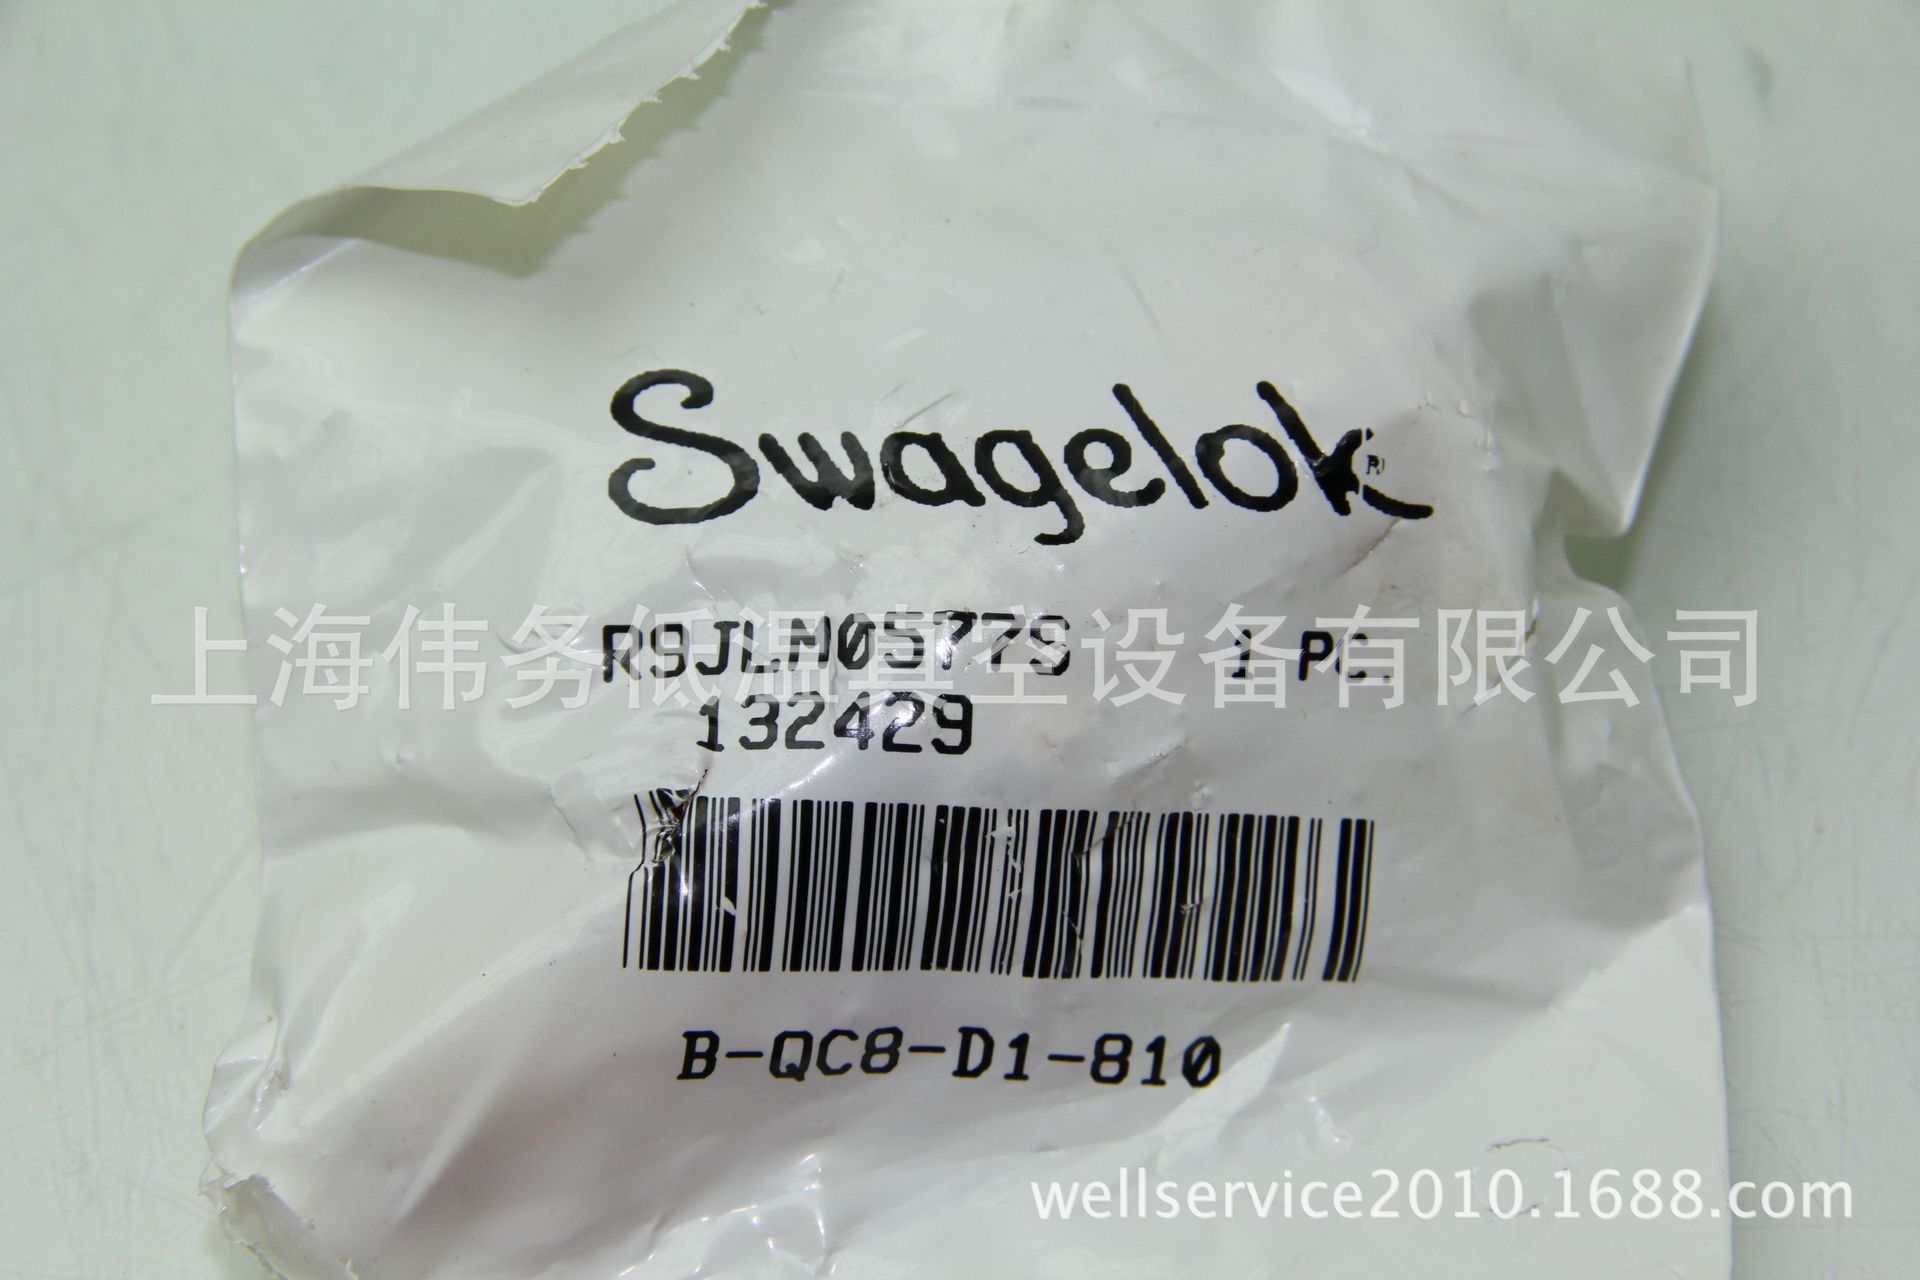 Swagelok®
R9JLM05779 1 PC.
132429
B-QC8-D1-810
上海伟务低温真空设备有限公司
wellservice2010.1688.com